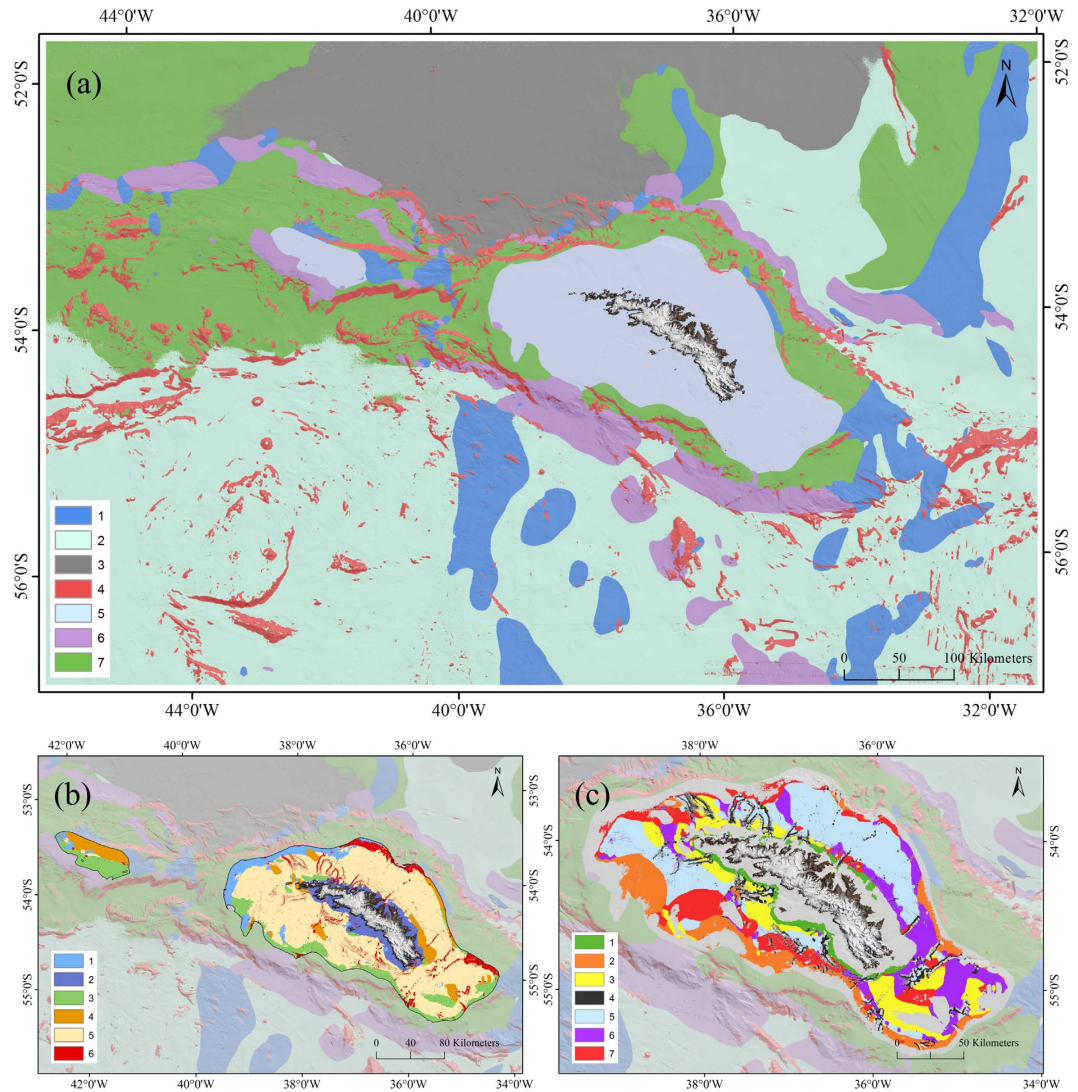 44°0'W 40°0'W 36°0'W 32°0'W
(a)
N
52°0'S
52°0'S
54°0'S
54°0'S
56°0'S
56°0'S
1
2
3
4
5
6
7
0 50 100 Kilometers
44°0'W 40°0'W 36°0'W 32°0'W
42°0'W 40°0'W 38°0'W 36°0'W
(b)
N
53°0'S
53°0'S
54°0'S
54°0'S
55°0'S
55°0'S
1
2
3
4
5
6
0 40 80 Kilometers
42°0'W 40°0'W 38°0'W 36°0'W 34°0'W
38°0'W 36°0'W
(c)
N
54°0'S
54°0'S
55°0'S
55°0'S
1
2
3
4
5
6
7
0 50 Kilometers
38°0'W 36°0'W 34°0'W